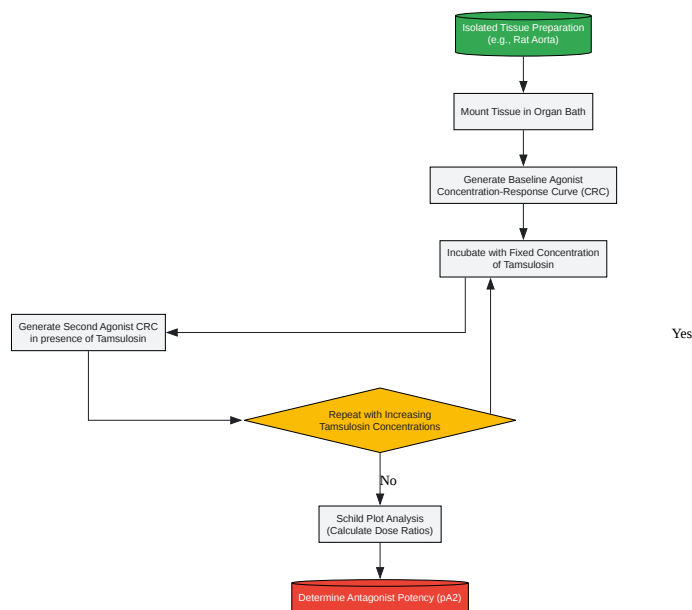 Isolated Tissue Preparation
(e.g., Rat Aorta)
Mount Tissue in Organ Bath
Generate Baseline Agonist
Concentration-Response Curve (CRC)
Incubate with Fixed Concentration
of Tamsulosin
Generate Second Agonist CRC
in presence of Tamsulosin
Yes
Repeat with Increasing
Tamsulosin Concentrations
No
Schild Plot Analysis
(Calculate Dose Ratios)
Determine Antagonist Potency (pA2)